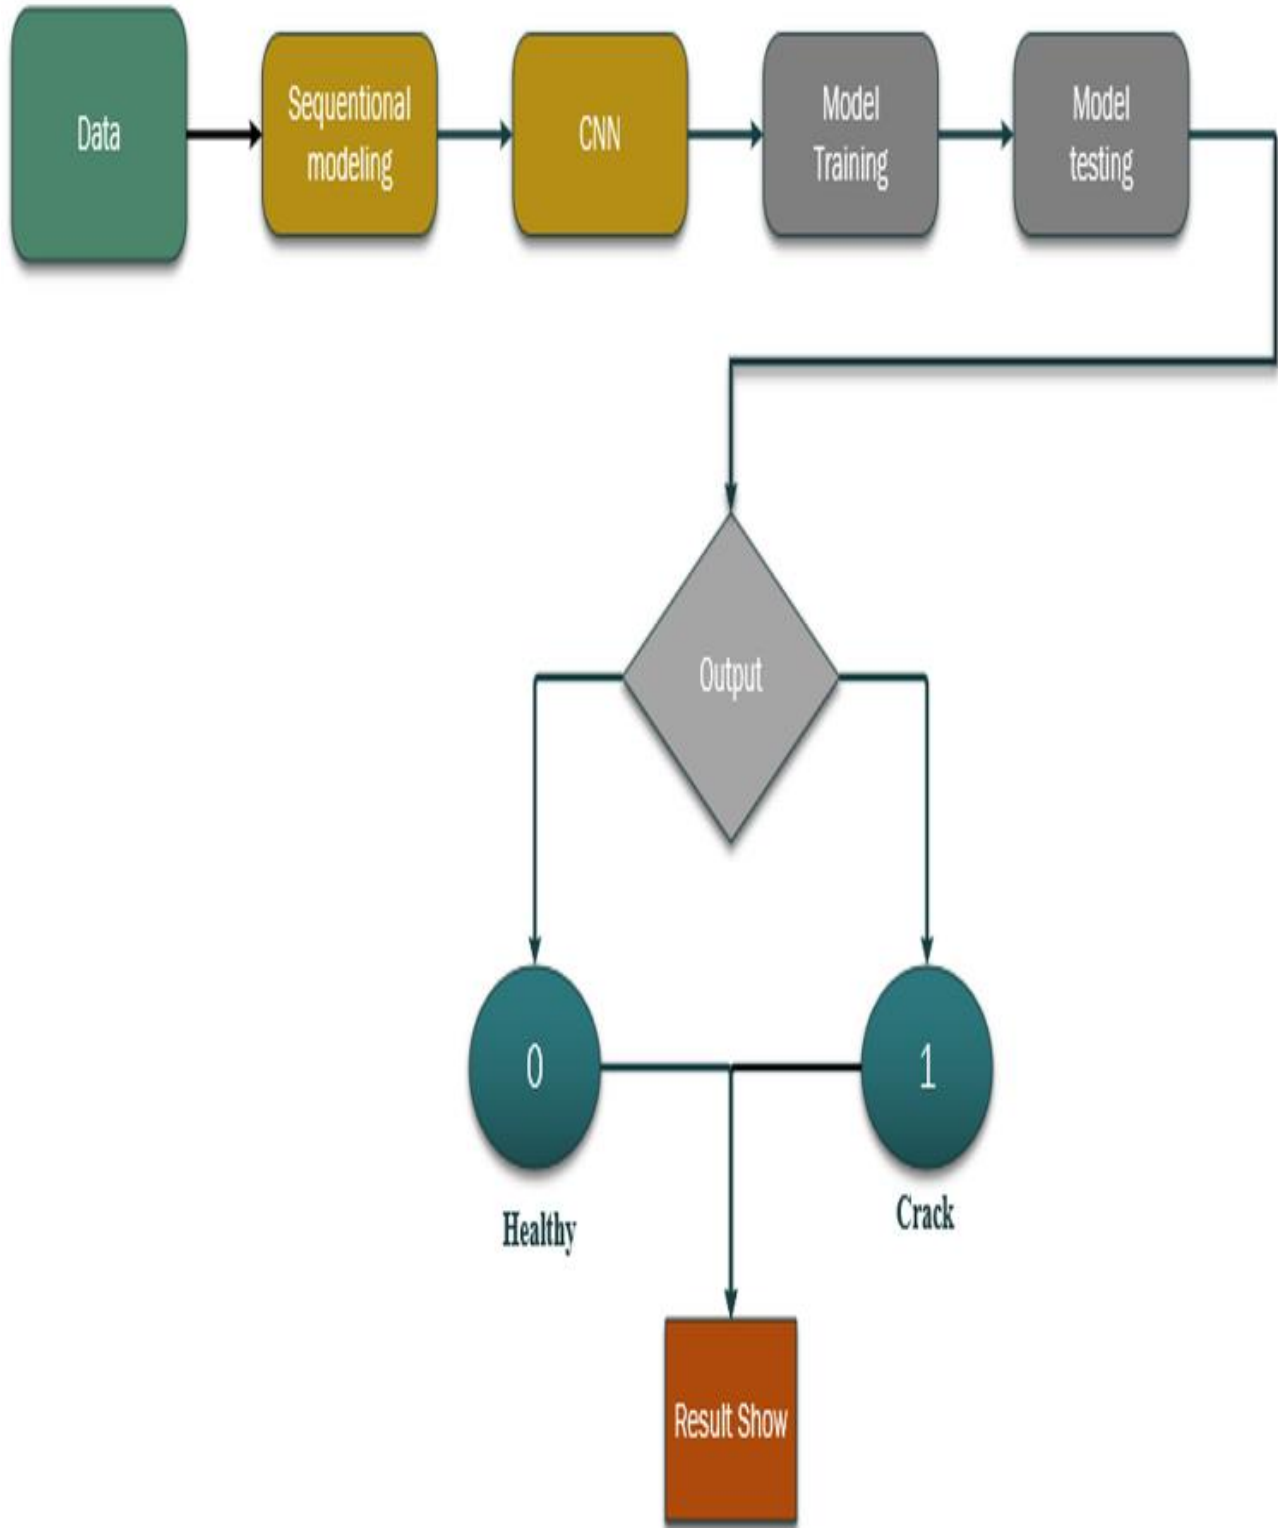 Data
Sequentional
modeling
CNN
Model
Training
Model
testing
Output
0
1
Healthy
Crack
Result Show